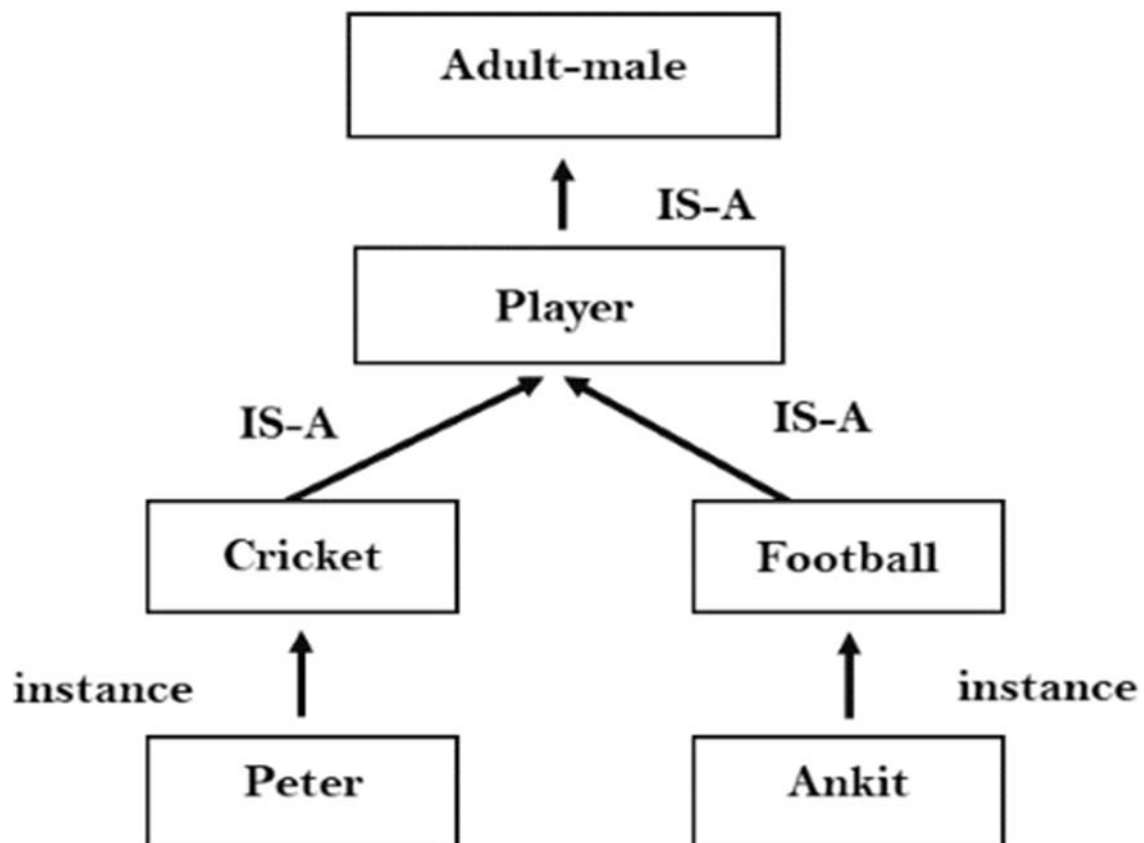 Adult-male
IS-A
Player
IS-A
IS-A
Cricket
Football
instance
instance
Peter
Ankit